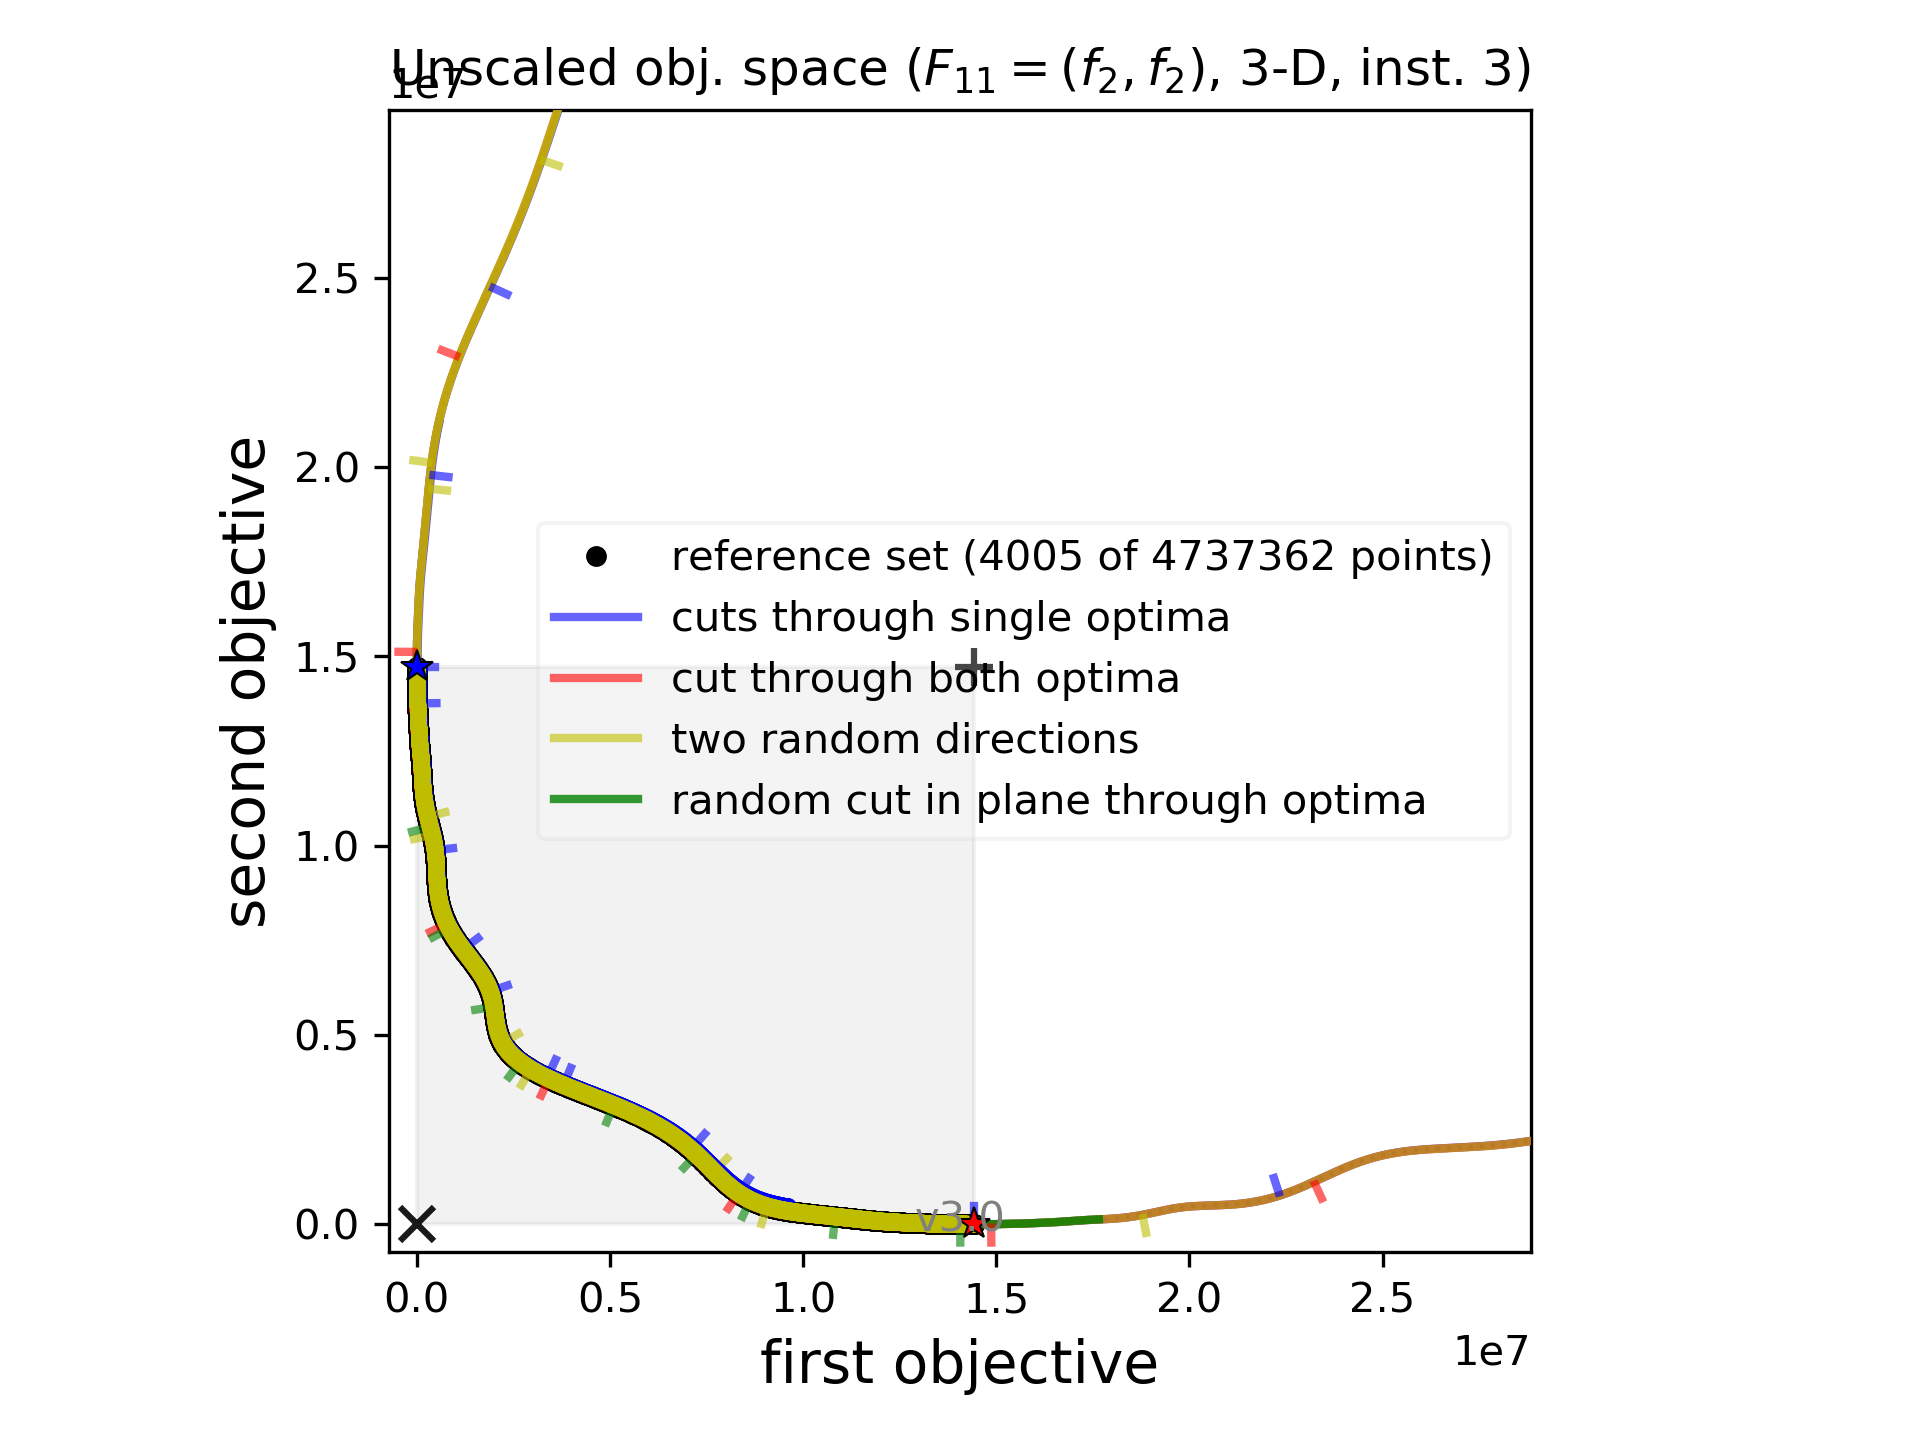 Unscaled obj. space (F₁₁ = (f₂, f₂), 3-D, inst. 3)
1e7
2.5
2.0
1.5
1.0
0.5
0.0
second objective
reference set (4005 of 4737362 points)
cuts through single optima
cut through both optima
two random directions
random cut in plane through optima
v3.0
0.0 0.5 1.0 1.5 2.0 2.5
1e7
first objective